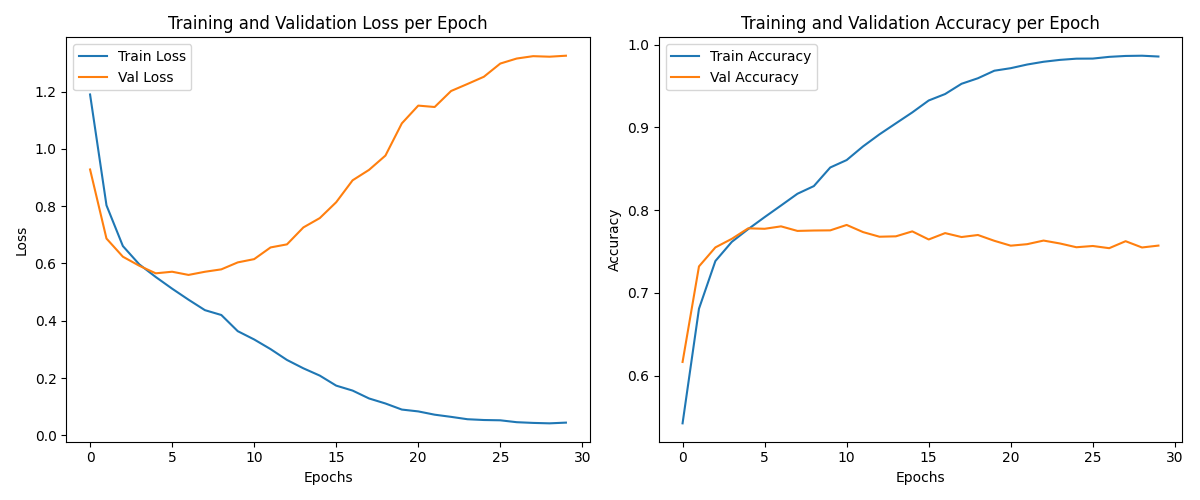 Training and Validation Loss per Epoch
Train Loss
Val Loss
1.2
1.0
0.8
0.6
0.4
0.2
0.0
Loss
0 5 10 15 20 25 30
Epochs
Training and Validation Accuracy per Epoch
Train Accuracy
Val Accuracy
1.0
0.9
0.8
0.7
0.6
Accuracy
0 5 10 15 20 25 30
Epochs